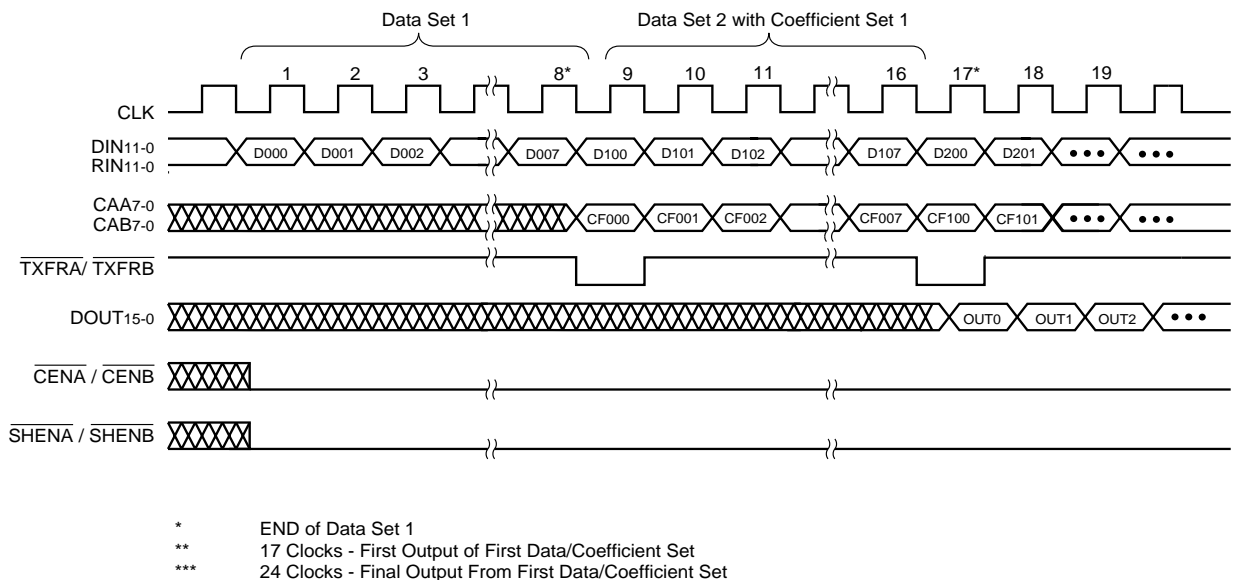 Data Set 1 Data Set 2 with Coefficient Set 1
1 2 3 8* 9 10 11 16 17* 18 19
CLK
DIN11-0
RIN11-0
D000 D001 D002 D007 D100 D101 D102 D107 D200 D201 ••• •••
CAA7-0
CAB7-0
CF000 CF001 CF002 CF007 CF100 CF101 ••• •••
TXFRA/ TXFRB
DOUT15-0
OUT0 OUT1 OUT2 •••
CENA / CENB
SHENA / SHENB
* END of Data Set 1
** 17 Clocks - First Output of First Data/Coefficient Set
*** 24 Clocks - Final Output From First Data/Coefficient Set